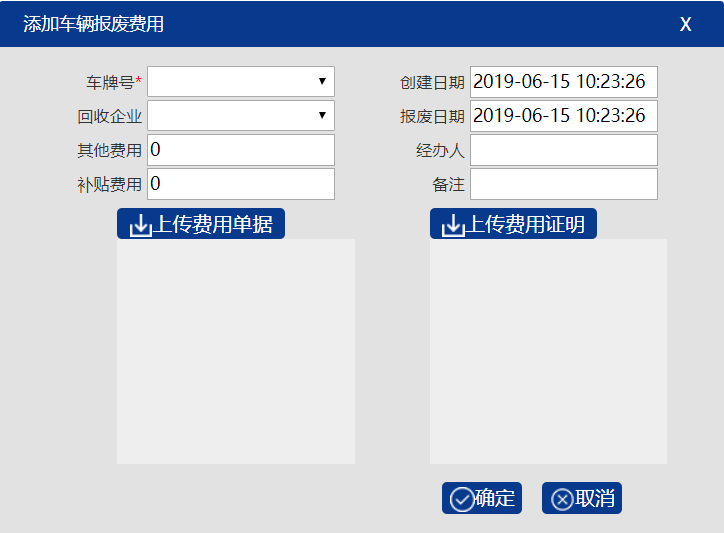 添加车辆报废费用 X
车牌号* 创建日期 2019-06-15 10:23:26
回收企业 报废日期 2019-06-15 10:23:26
其他费用 0 经办人
补贴费用 0 备注
上传费用单据 上传费用证明
确定 取消